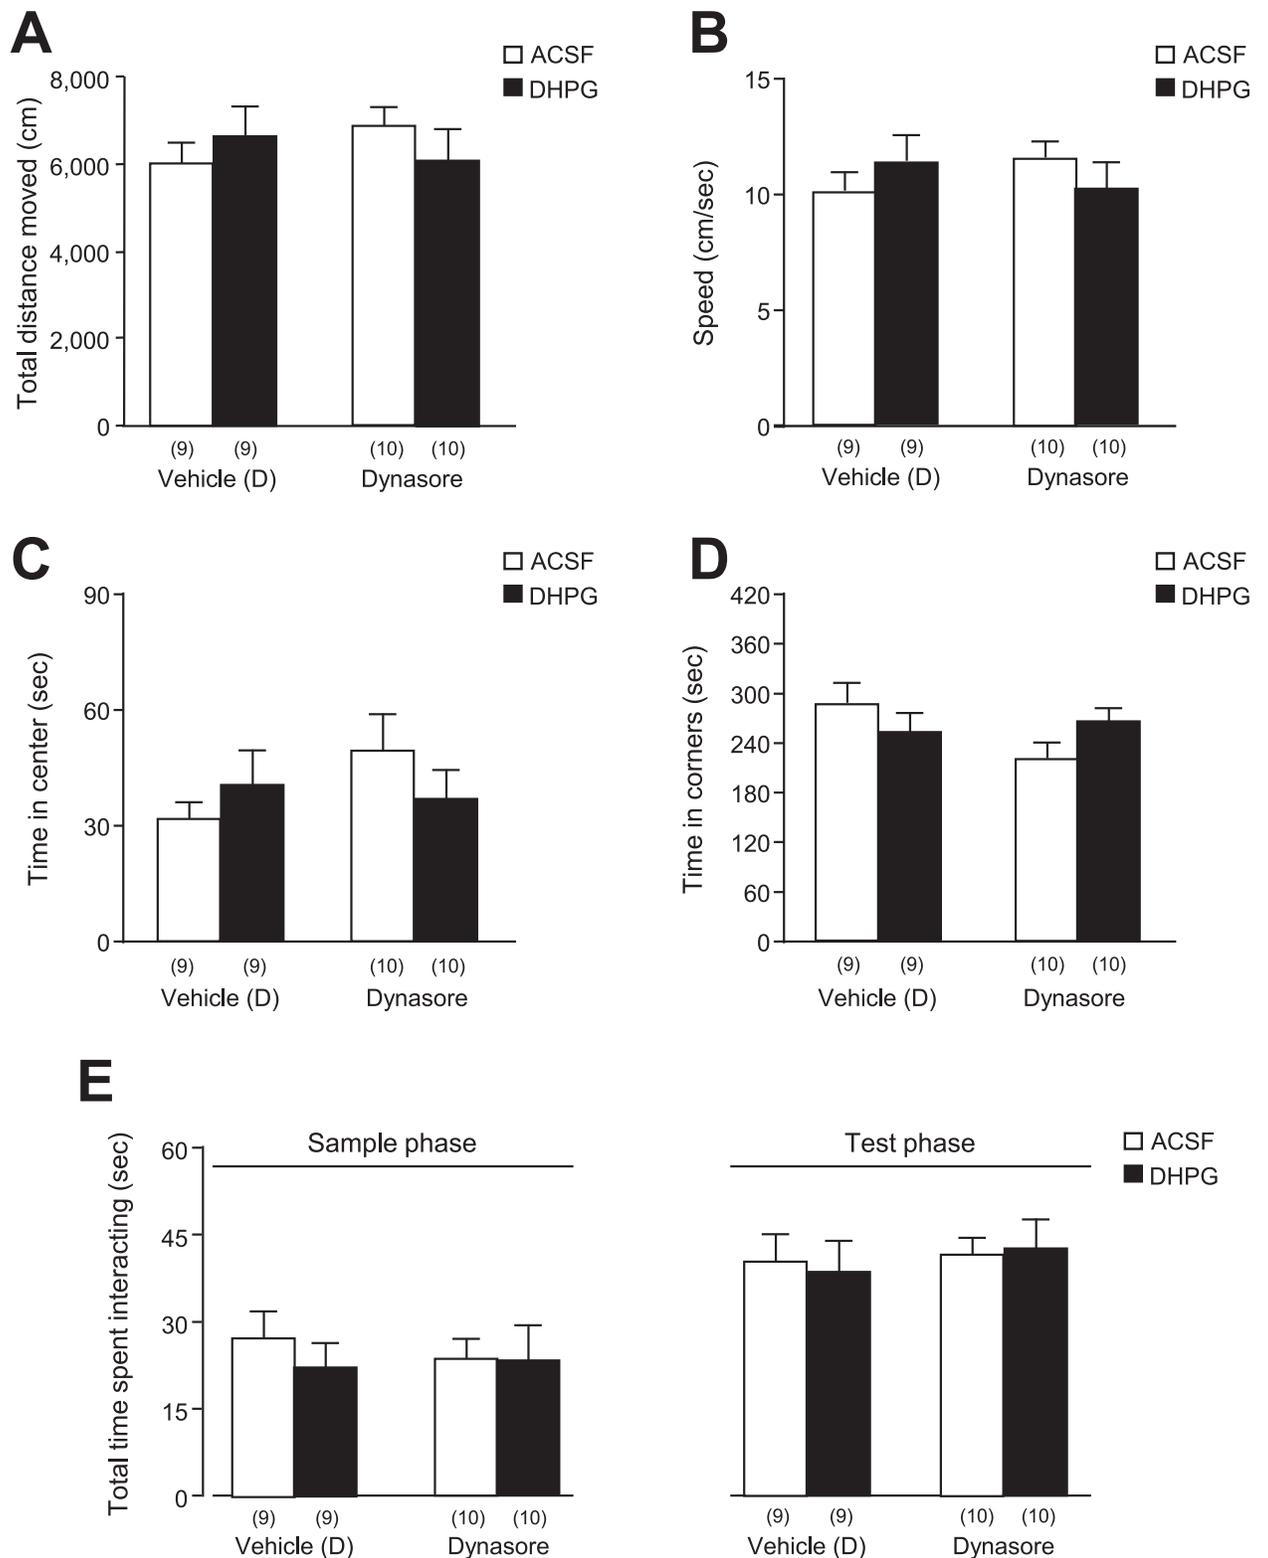 A
ACSF
DHPG
Total distance moved (cm)
8,000
6,000
4,000
2,000
0
(9) (9) (10) (10)
Vehicle (D) Dynasore
B
ACSF
DHPG
Speed (cm/sec)
15
10
5
0
(9) (9) (10) (10)
Vehicle (D) Dynasore
C
ACSF
DHPG
Time in center (sec)
90
60
30
0
(9) (9) (10) (10)
Vehicle (D) Dynasore
D
ACSF
DHPG
Time in corners (sec)
420
360
300
240
180
120
60
0
(9) (9) (10) (10)
Vehicle (D) Dynasore
E
Total time spent interacting (sec)
60
45
30
15
0
Sample phase
(9) (9) (10) (10)
Vehicle (D) Dynasore
Test phase
ACSF
DHPG
(9) (9) (10) (10)
Vehicle (D) Dynasore